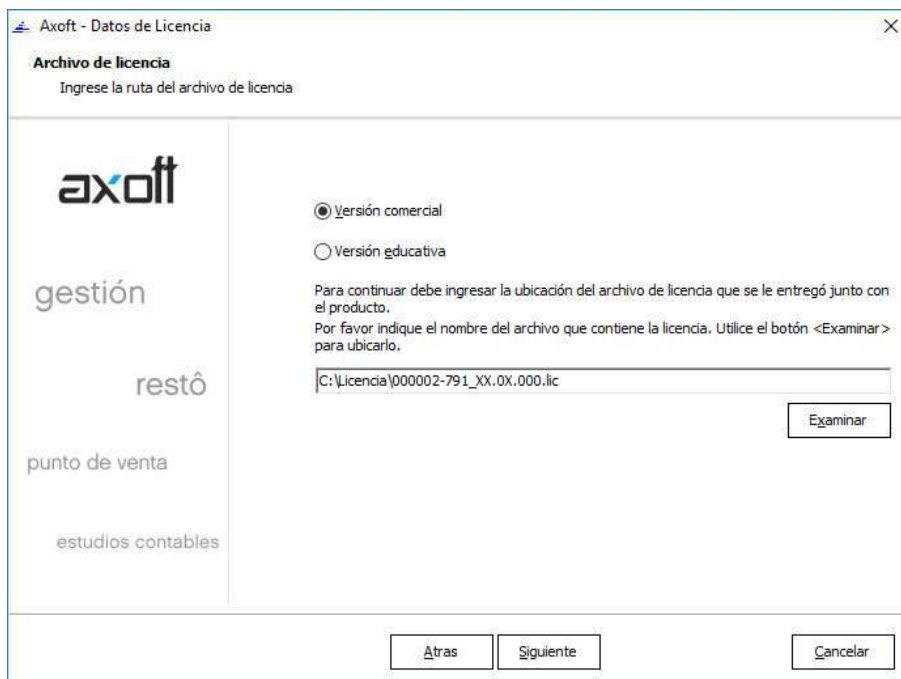 Axoft - Datos de Licencia
Archivo de licencia
Ingrese la ruta del archivo de licencia
axoft
gestión
restô
punto de venta
estudios contables
Versión comercial
Versión educativa
Para continuar debe ingresar la ubicación del archivo de licencia que se le entregó junto con
el producto.
Por favor indique el nombre del archivo que contiene la licencia. Utilice el botón <Examinar>
para ubicarlo.
C:\Licencia\000002-791_XX.0X.000.lic
Examinar
Atras
Siguiente
Cancelar